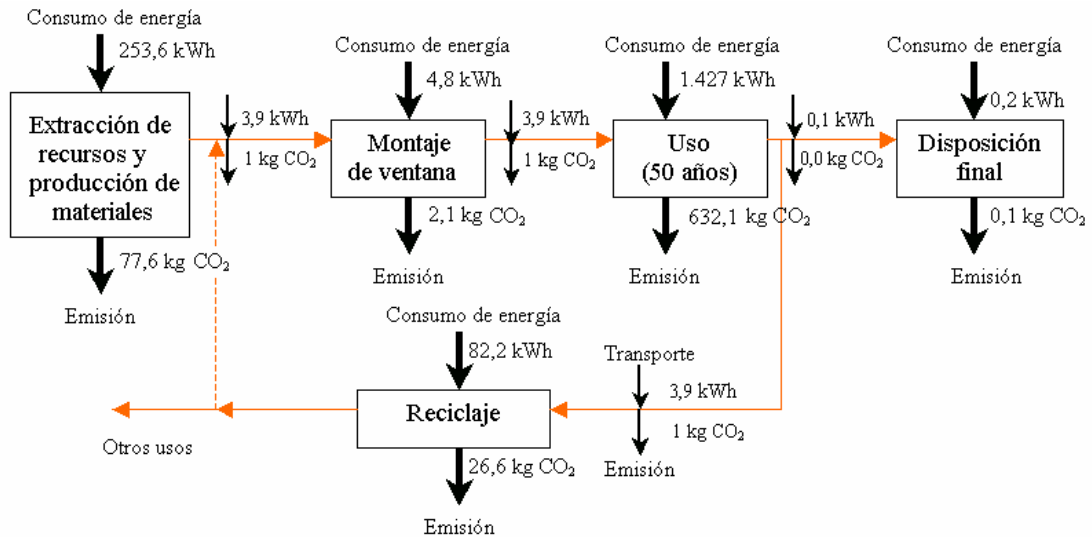 Consumo de energía
253,6 kWh
Extracción de
recursos y
producción de
materiales
77,6 kg CO₂
Emisión
3,9 kWh
1 kg CO₂
Consumo de energía
4,8 kWh
Montaje
de ventana
2,1 kg CO₂
Emisión
3,9 kWh
1 kg CO₂
Consumo de energía
1.427 kWh
Uso
(50 años)
632,1 kg CO₂
Emisión
0,1 kWh
0,0 kg CO₂
Consumo de energía
0,2 kWh
Disposición
final
0,1 kg CO₂
Emisión
Consumo de energía
82,2 kWh
Reciclaje
26,6 kg CO₂
Emisión
Transporte
3,9 kWh
1 kg CO₂
Emisión
Otros usos